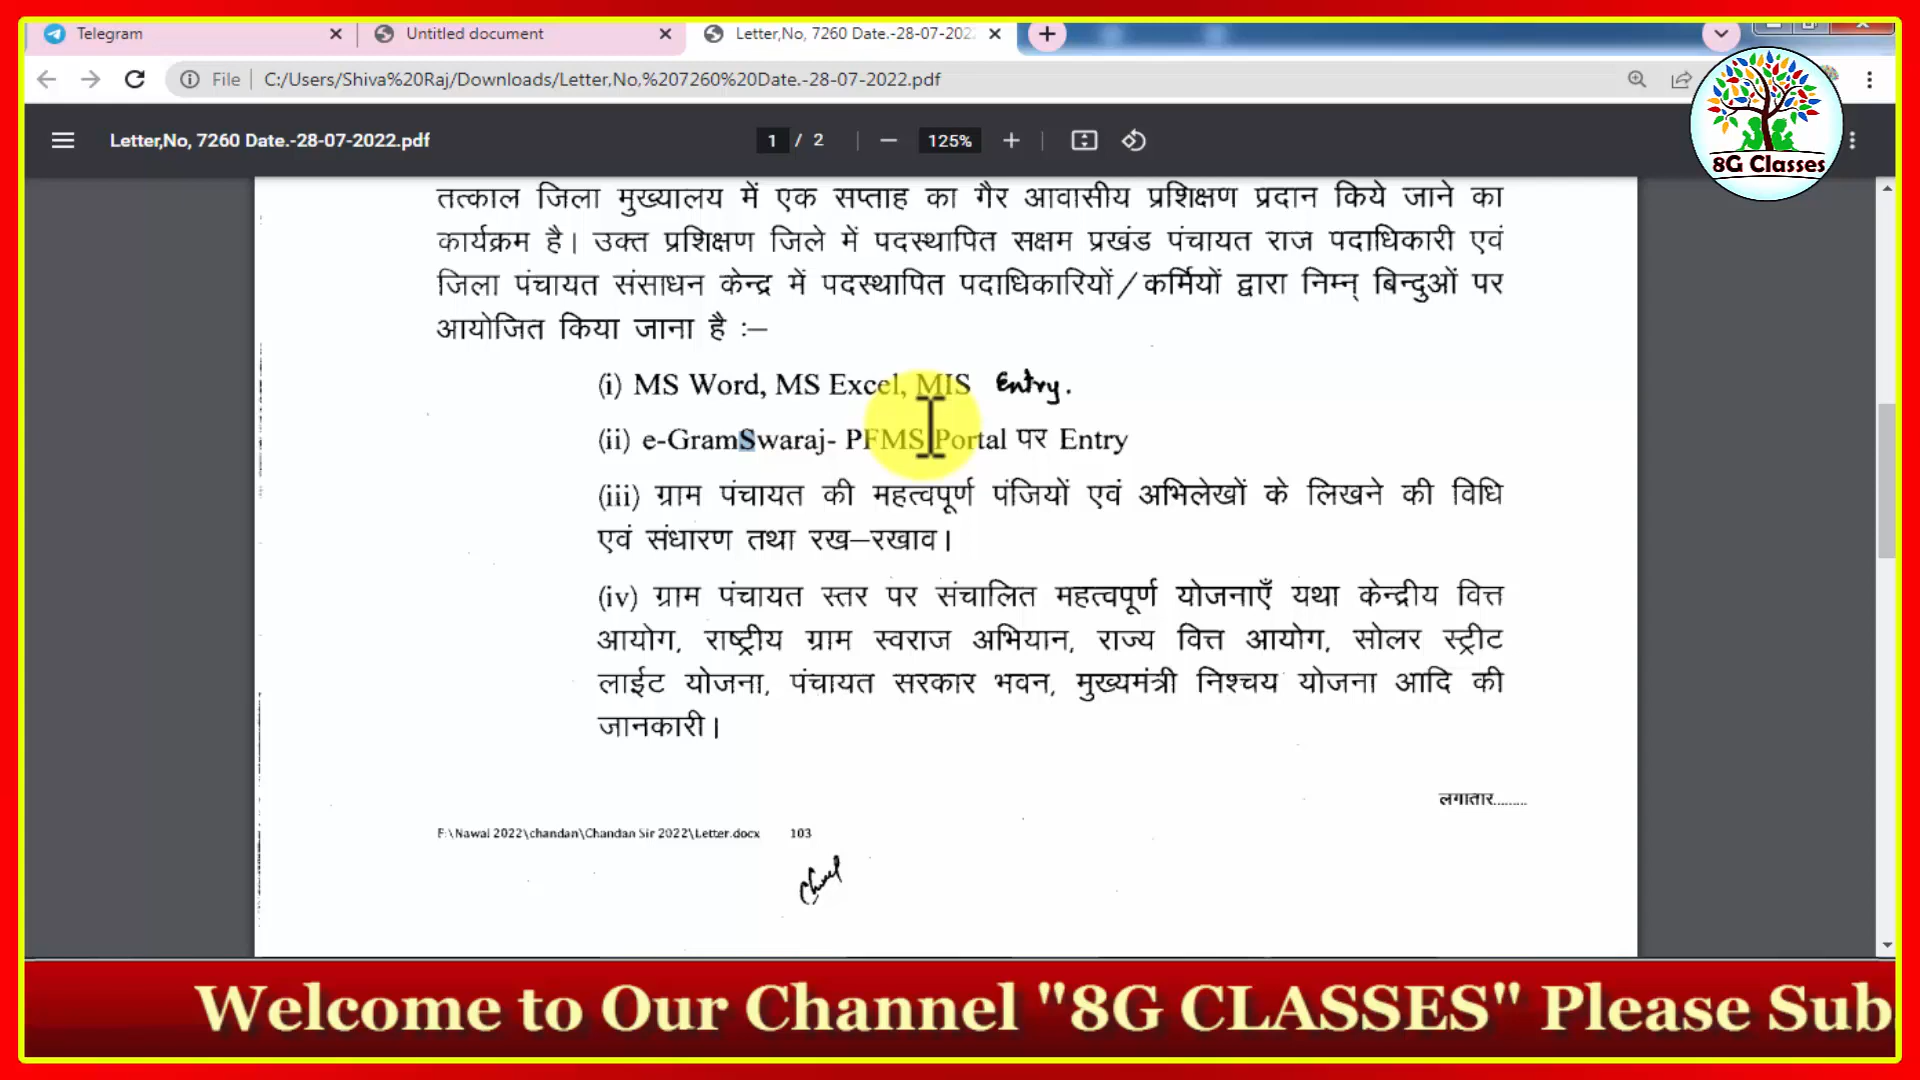 Telegram
Untitled document
Letter,No, 7260 Date.-28-07-202
File
C:/Users/Shiva%20Raj/Downloads/Letter,No,%207260%20Date.-28-07-2022.pdf
Letter,No, 7260 Date.-28-07-2022.pdf
1 / 2
125%
8G Classes
तत्काल जिला मुख्यालय में एक सप्ताह का गैर आवासीय प्रशिक्षण प्रदान किये जाने का
कार्यक्रम है। उक्त प्रशिक्षण जिले में पदस्थापित सक्षम प्रखंड पंचायत राज पदाधिकारी एवं
जिला पंचायत संसाधन केन्द्र में पदस्थापित पदाधिकारियों/कर्मियों द्वारा निम्न् बिन्दुओं पर
आयोजित किया जाना है :–
(i) MS Word, MS Excel, MIS Entry.
(ii) e-GramSwaraj- PFMS Portal पर Entry
(iii) ग्राम पंचायत की महत्वपूर्ण पंजियों एवं अभिलेखों के लिखने की विधि
एवं संधारण तथा रख–रखाव।
(iv) ग्राम पंचायत स्तर पर संचालित महत्वपूर्ण योजनाएँ यथा केन्द्रीय वित्त
आयोग, राष्ट्रीय ग्राम स्वराज अभियान, राज्य वित्त आयोग, सोलर स्ट्रीट
लाईट योजना, पंचायत सरकार भवन, मुख्यमंत्री निश्चय योजना आदि की
जानकारी।
लगातार.........
F:\Nawal 2022\chandan\Chandan Sir 2022\Letter.docx 103
Welcome to Our Channel "8G CLASSES" Please Sub